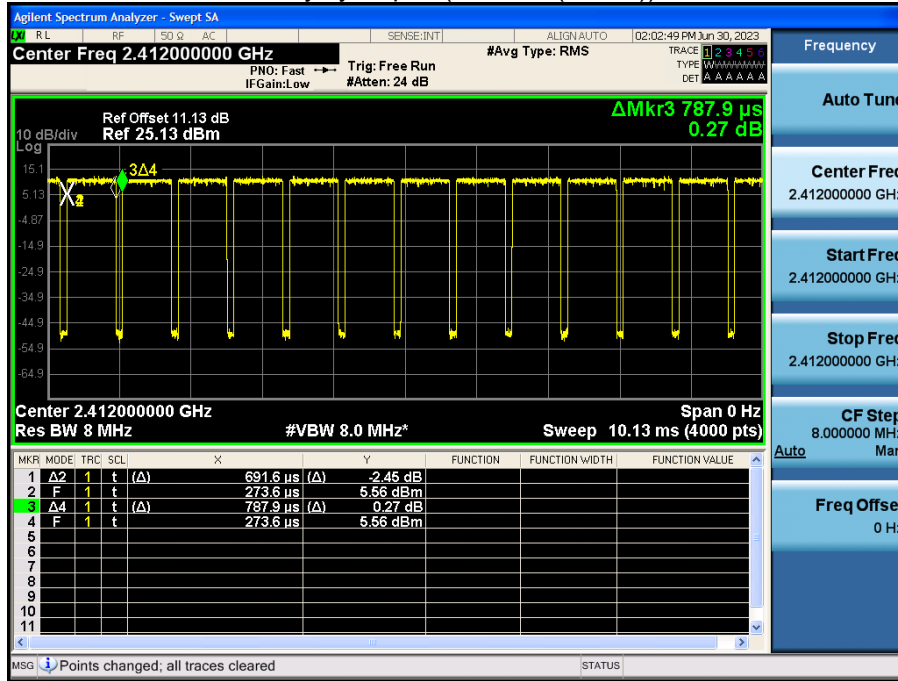 Agilent Spectrum Analyzer - Swept SA
LXI RL RF 50 Ω AC SENSE:INT ALIGN AUTO 02:02:49 PM Jun 30, 2023
Center Freq 2.412000000 GHz
PNO: Fast
IFGain:Low
Trig: Free Run
#Atten: 24 dB
#Avg Type: RMS
TRACE 1 2 3 4 5 6
TYPE WWWWWW
DET A A A A A A
Frequency
ΔMkr3 787.9 µs
0.27 dB
Ref Offset 11.13 dB
10 dB/div Ref 25.13 dBm
Log
15.1
5.13
-4.87
-14.9
-24.9
-34.9
-44.9
-54.9
-64.9
3Δ4
Center 2.412000000 GHz Span 0 Hz
Res BW 8 MHz #VBW 8.0 MHz* Sweep 10.13 ms (4000 pts)
MKR MODE TRC SCL X Y FUNCTION FUNCTION WIDTH FUNCTION VALUE
1 Δ2 1 t (Δ) 691.6 µs (Δ) -2.45 dB
2 F 1 t 273.6 µs 5.56 dBm
3 Δ4 1 t (Δ) 787.9 µs (Δ) 0.27 dB
4 F 1 t 273.6 µs 5.56 dBm
5
6
7
8
9
10
11
MSG Points changed; all traces cleared STATUS
Auto Tune
Center Freq
2.412000000 GHz
Start Freq
2.412000000 GHz
Stop Freq
2.412000000 GHz
CF Step
8.000000 MHz
Auto Man
Freq Offset
0 Hz